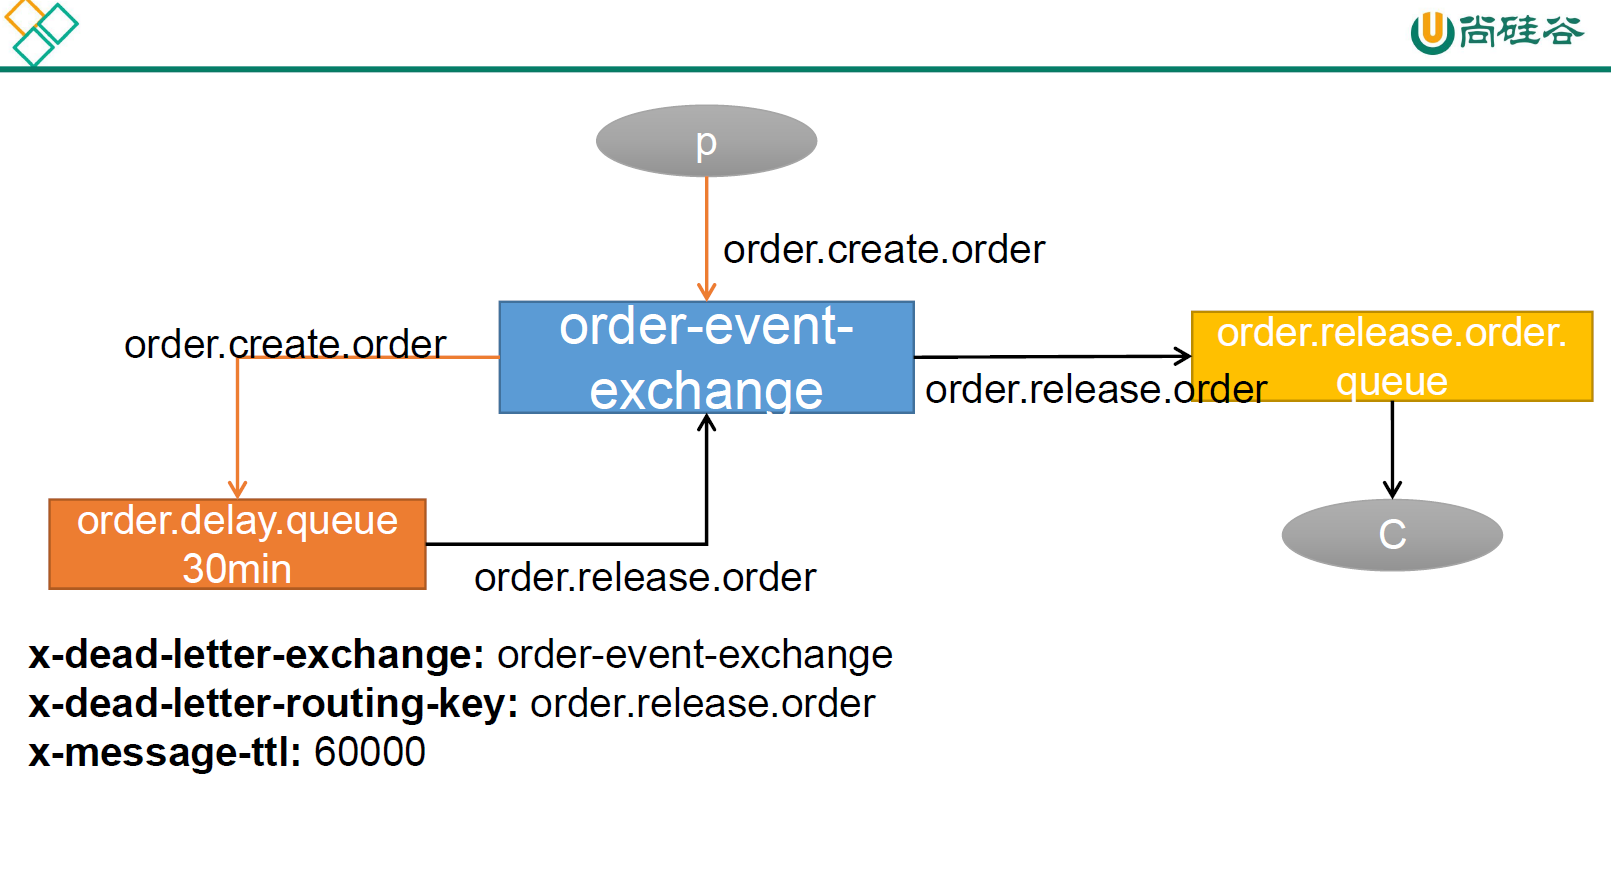 尚硅谷
p
order.create.order
order-event-
exchange
order.create.order
order.release.order.
queue
order.release.order
order.delay.queue
30min
C
order.release.order
x-dead-letter-exchange: order-event-exchange
x-dead-letter-routing-key: order.release.order
x-message-ttl: 60000